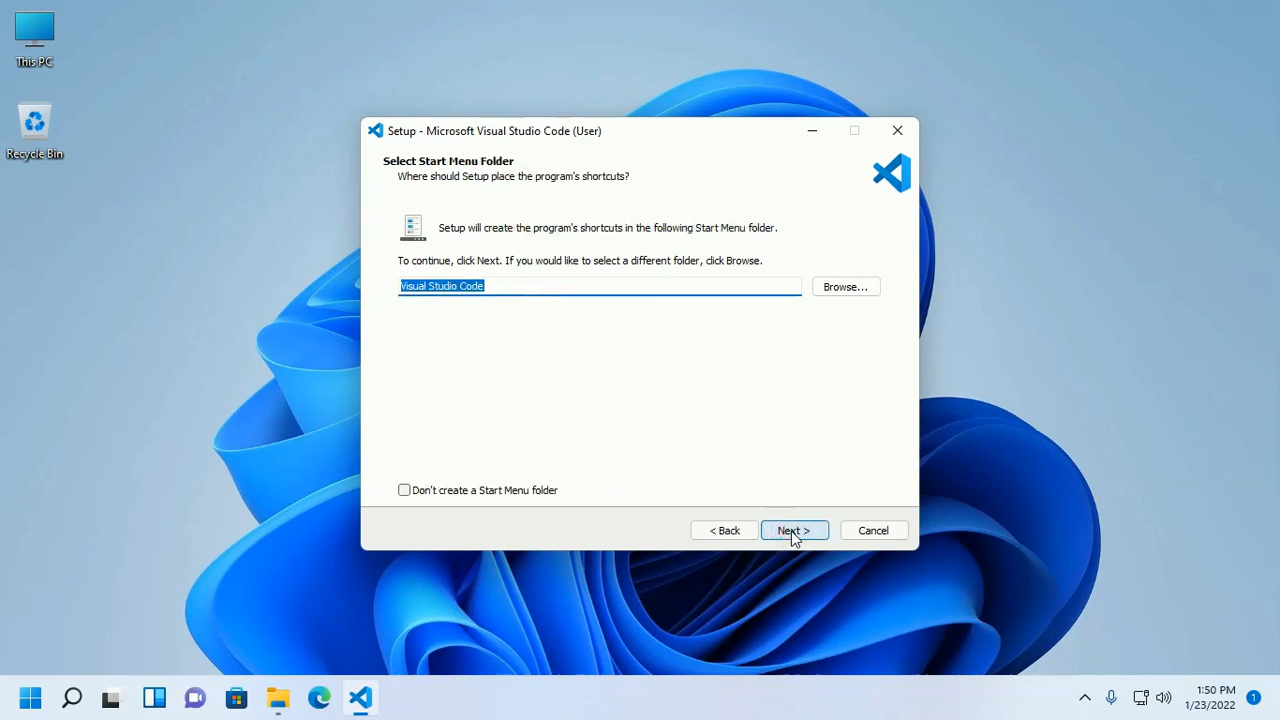 This PC
Recycle Bin
Setup - Microsoft Visual Studio Code (User)
Select Start Menu Folder
Where should Setup place the program's shortcuts?
Setup will create the program's shortcuts in the following Start Menu folder.
To continue, click Next. If you would like to select a different folder, click Browse.
Visual Studio Code
Browse...
Don't create a Start Menu folder
< Back
Next >
Cancel
1:50 PM
1/23/2022
1